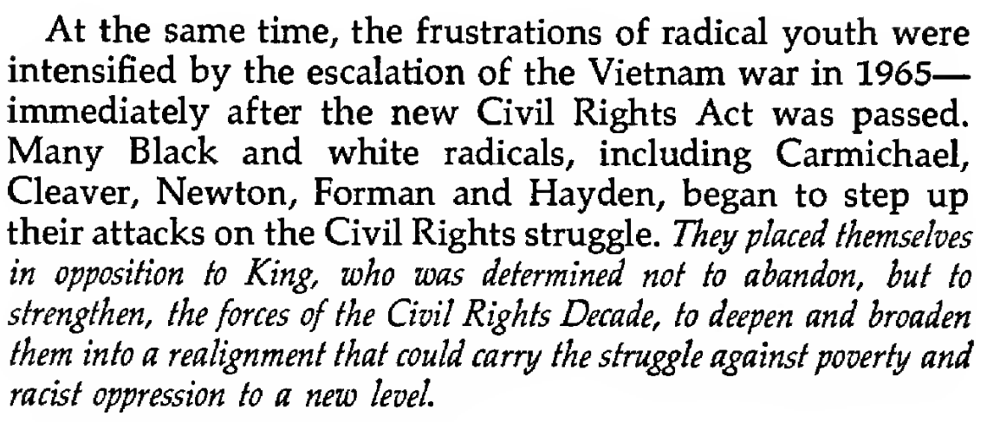 At the same time, the frustrations of radical youth were
intensified by the escalation of the Vietnam war in 1965—
immediately after the new Civil Rights Act was passed.
Many Black and white radicals, including Carmichael,
Cleaver, Newton, Forman and Hayden, began to step up
their attacks on the Civil Rights struggle. They placed themselves
in opposition to King, who was determined not to abandon, but to
strengthen, the forces of the Civil Rights Decade, to deepen and broaden
them into a realignment that could carry the struggle against poverty and
racist oppression to a new level.